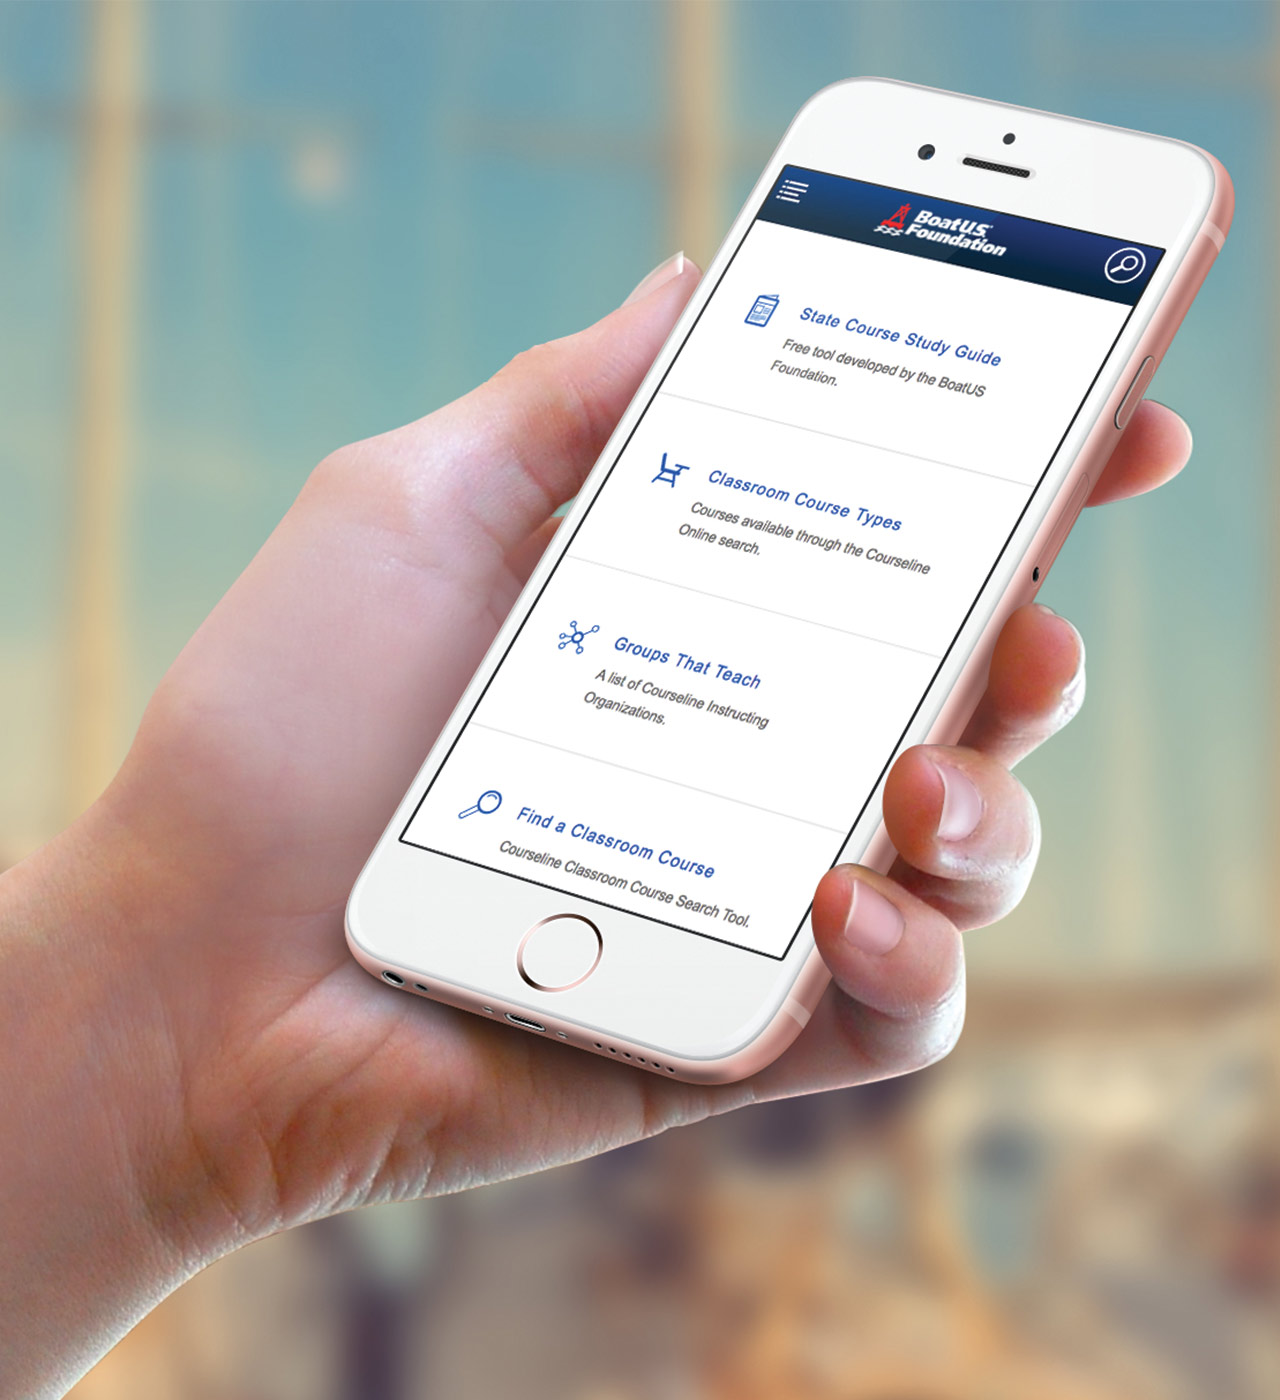 BoatUS
Foundation
State Course Study Guide
Free tool developed by the BoatUS
Foundation.
Classroom Course Types
Courses available through the Courseline
Online search.
Groups That Teach
A list of Courseline Instructing
Organizations.
Find a Classroom Course
Courseline Classroom Course Search Tool.